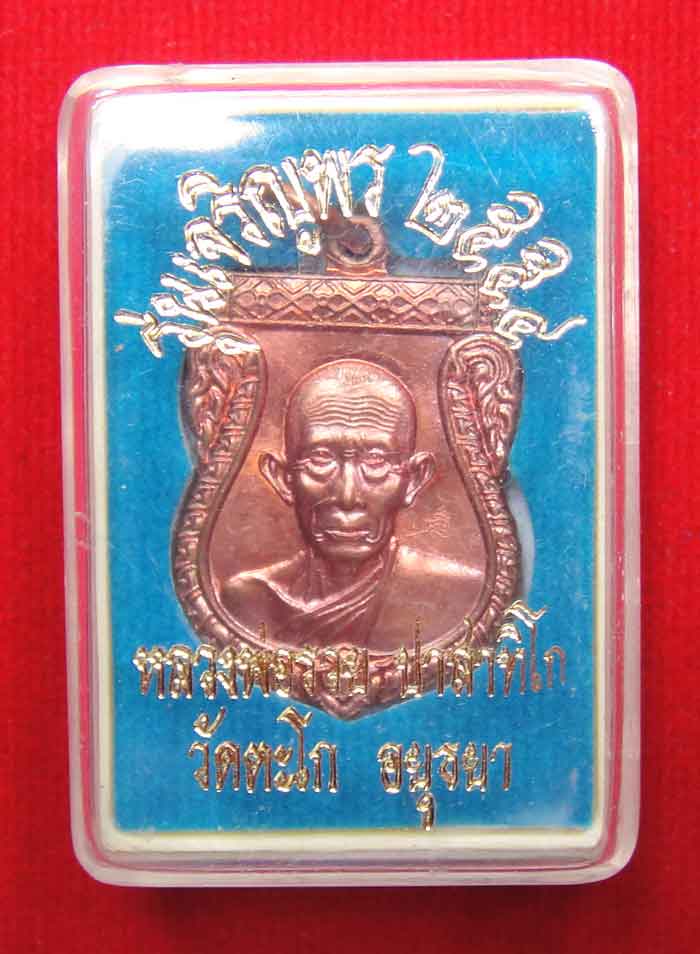 รุ่นเจริญพร ๒๕๕๔
หลวงพ่อรวย ปาสาทิโก
วัดตะโก อยุธยา